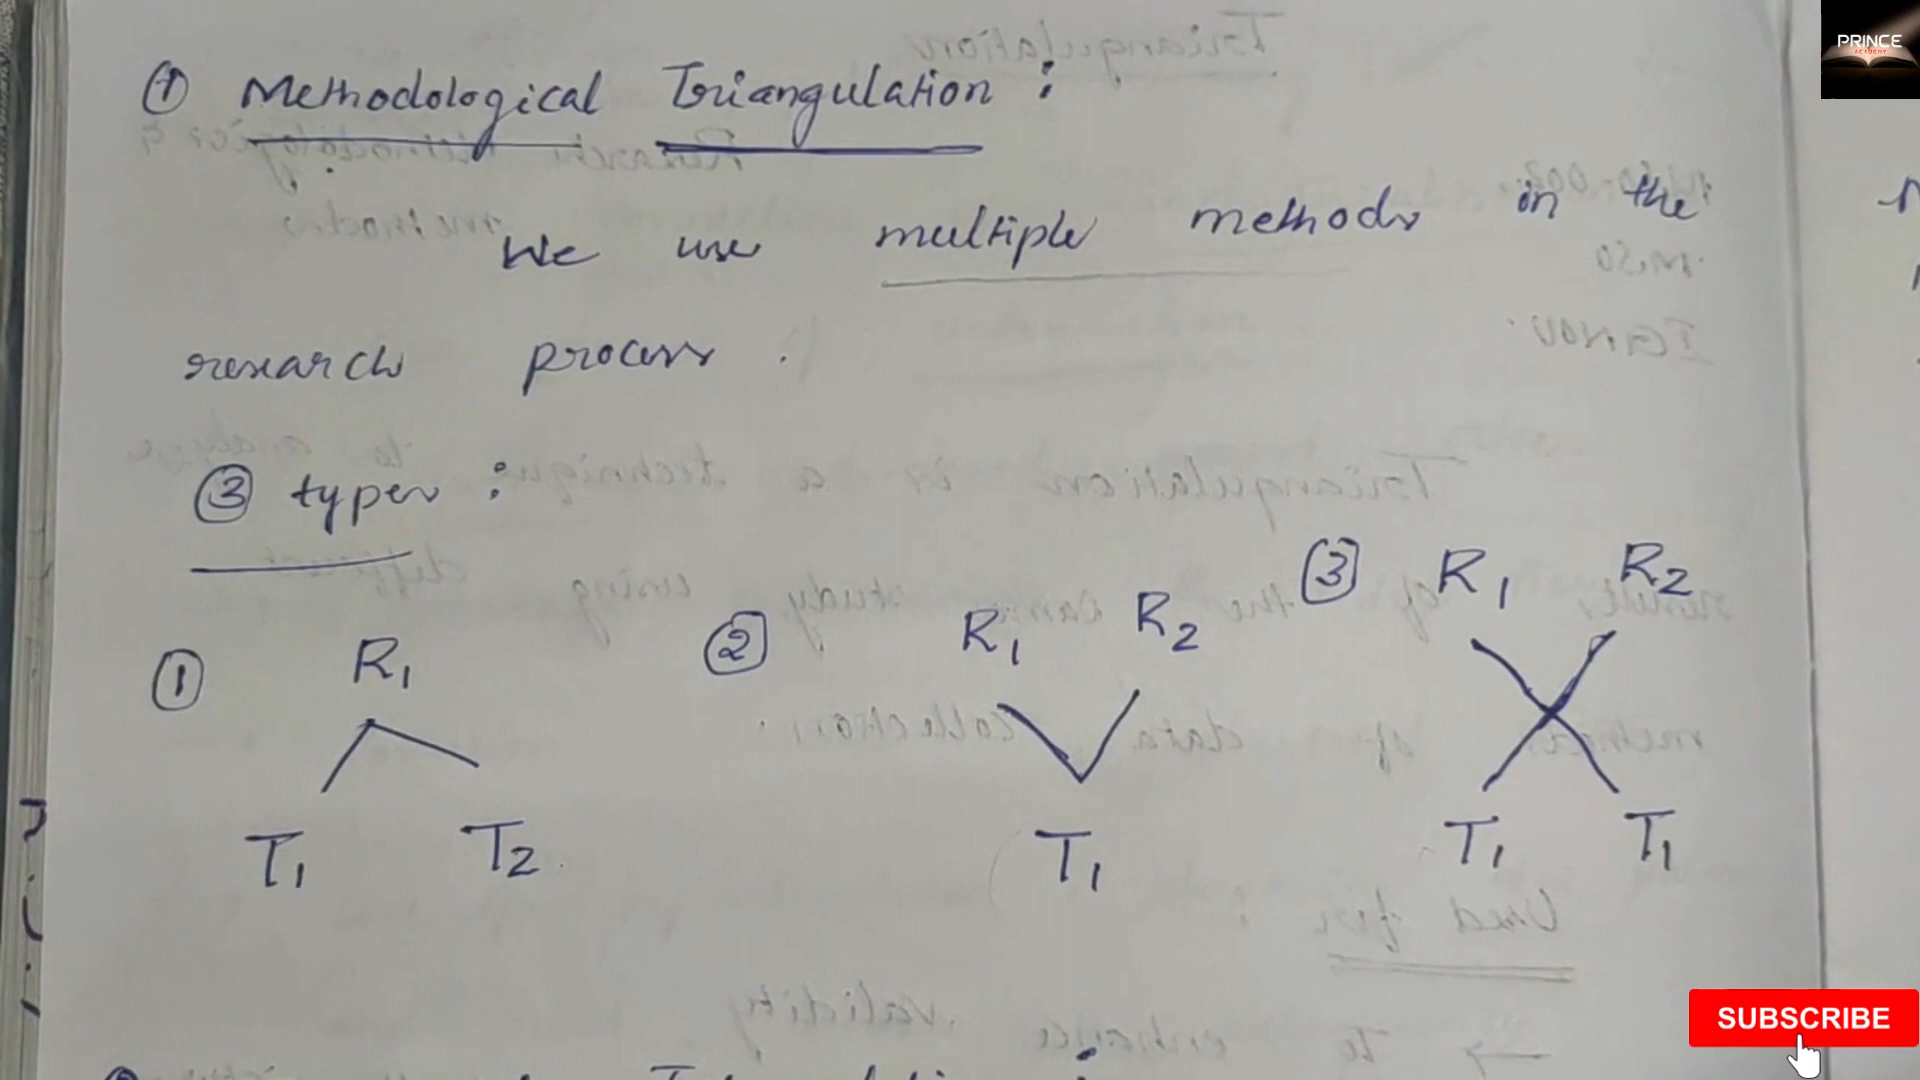 ① Methodological Triangulation :
We use multiple methods in the
research process .
③ types :
① R1
T1 T2
② R1 R2
T1
③ R1 R2
T1 T1
PRINCE
ACADEMY
SUBSCRIBE